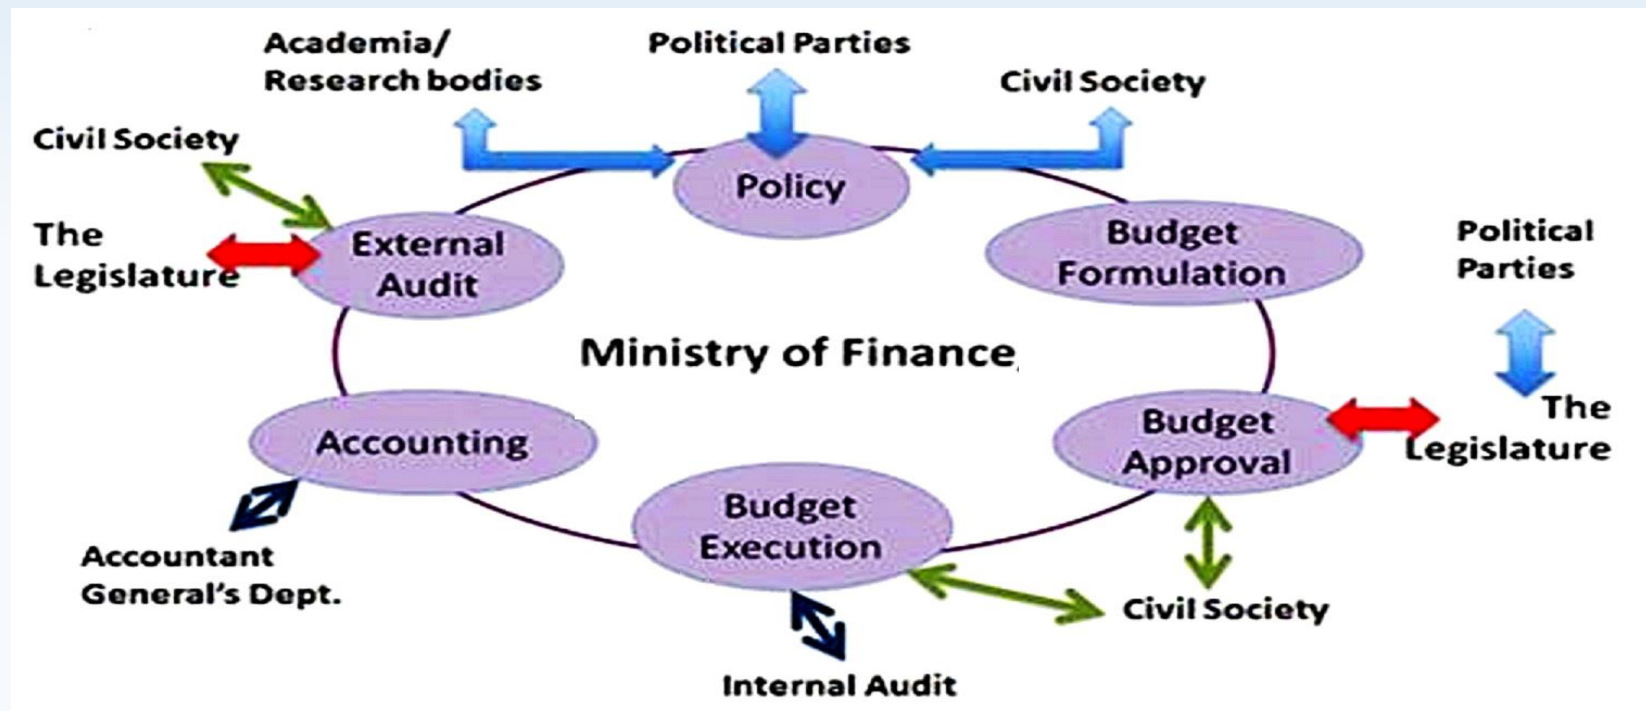 Academia/
Research bodies
Political Parties
Civil Society
Civil Society
Policy
The
Legislature
External
Audit
Budget
Formulation
Political
Parties
Ministry of Finance,
Accounting
Budget
Approval
The
Legislature
Budget
Execution
Accountant
General's Dept.
Civil Society
Internal Audit